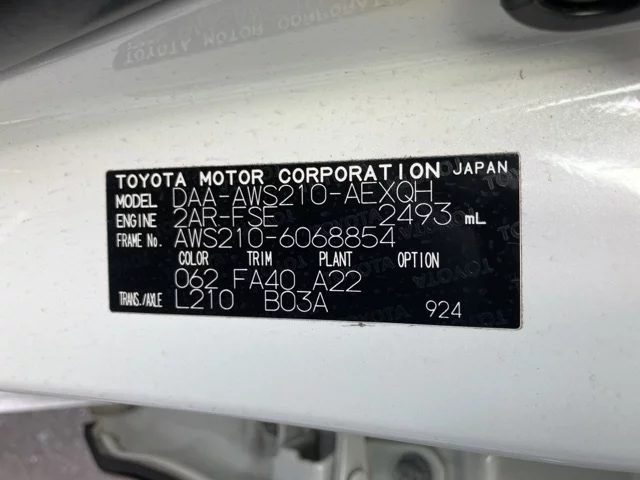 TOYOTA MOTOR CORPORATION JAPAN
MODEL DAA-AWS210-AEXQH
ENGINE 2AR-FSE 2493 mL
FRAME No. AWS210-6068854
COLOR TRIM PLANT OPTION
062 FA40 A22
TRANS./AXLE L210 B03A 924